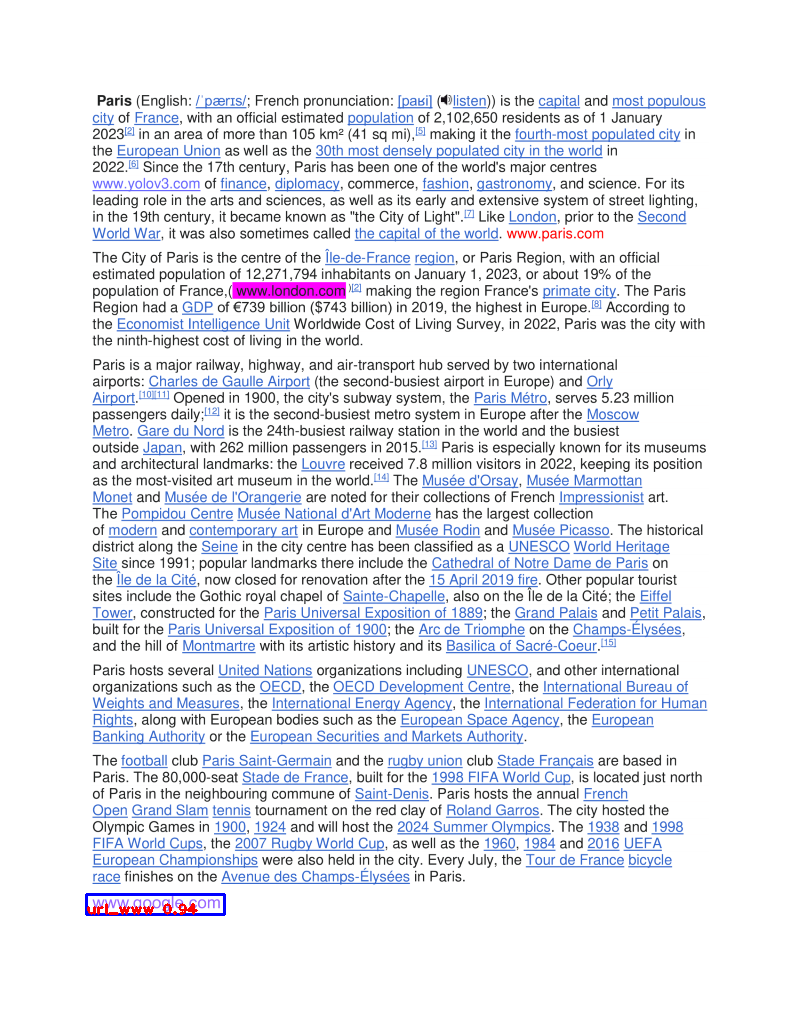 Paris (English: /ˈpærɪs/; French pronunciation: [paʁi] (🔊listen)) is the capital and most populous
city of France, with an official estimated population of 2,102,650 residents as of 1 January
2023[2] in an area of more than 105 km² (41 sq mi),[5] making it the fourth-most populated city in
the European Union as well as the 30th most densely populated city in the world in
2022.[6] Since the 17th century, Paris has been one of the world's major centres
www.yolov3.com of finance, diplomacy, commerce, fashion, gastronomy, and science. For its
leading role in the arts and sciences, as well as its early and extensive system of street lighting,
in the 19th century, it became known as "the City of Light".[7] Like London, prior to the Second
World War, it was also sometimes called the capital of the world. www.paris.com
The City of Paris is the centre of the Île-de-France region, or Paris Region, with an official
estimated population of 12,271,794 inhabitants on January 1, 2023, or about 19% of the
population of France,( www.london.com )[2] making the region France's primate city. The Paris
Region had a GDP of €739 billion ($743 billion) in 2019, the highest in Europe.[8] According to
the Economist Intelligence Unit Worldwide Cost of Living Survey, in 2022, Paris was the city with
the ninth-highest cost of living in the world.
Paris is a major railway, highway, and air-transport hub served by two international
airports: Charles de Gaulle Airport (the second-busiest airport in Europe) and Orly
Airport.[10][11] Opened in 1900, the city's subway system, the Paris Métro, serves 5.23 million
passengers daily;[12] it is the second-busiest metro system in Europe after the Moscow
Metro. Gare du Nord is the 24th-busiest railway station in the world and the busiest
outside Japan, with 262 million passengers in 2015.[13] Paris is especially known for its museums
and architectural landmarks: the Louvre received 7.8 million visitors in 2022, keeping its position
as the most-visited art museum in the world.[14] The Musée d'Orsay, Musée Marmottan
Monet and Musée de l'Orangerie are noted for their collections of French Impressionist art.
The Pompidou Centre Musée National d'Art Moderne has the largest collection
of modern and contemporary art in Europe and Musée Rodin and Musée Picasso. The historical
district along the Seine in the city centre has been classified as a UNESCO World Heritage
Site since 1991; popular landmarks there include the Cathedral of Notre Dame de Paris on
the Île de la Cité, now closed for renovation after the 15 April 2019 fire. Other popular tourist
sites include the Gothic royal chapel of Sainte-Chapelle, also on the Île de la Cité; the Eiffel
Tower, constructed for the Paris Universal Exposition of 1889; the Grand Palais and Petit Palais,
built for the Paris Universal Exposition of 1900; the Arc de Triomphe on the Champs-Élysées,
and the hill of Montmartre with its artistic history and its Basilica of Sacré-Coeur.[15]
Paris hosts several United Nations organizations including UNESCO, and other international
organizations such as the OECD, the OECD Development Centre, the International Bureau of
Weights and Measures, the International Energy Agency, the International Federation for Human
Rights, along with European bodies such as the European Space Agency, the European
Banking Authority or the European Securities and Markets Authority.
The football club Paris Saint-Germain and the rugby union club Stade Français are based in
Paris. The 80,000-seat Stade de France, built for the 1998 FIFA World Cup, is located just north
of Paris in the neighbouring commune of Saint-Denis. Paris hosts the annual French
Open Grand Slam tennis tournament on the red clay of Roland Garros. The city hosted the
Olympic Games in 1900, 1924 and will host the 2024 Summer Olympics. The 1938 and 1998
FIFA World Cups, the 2007 Rugby World Cup, as well as the 1960, 1984 and 2016 UEFA
European Championships were also held in the city. Every July, the Tour de France bicycle
race finishes on the Avenue des Champs-Élysées in Paris.
www.google.com
url_www 0.94